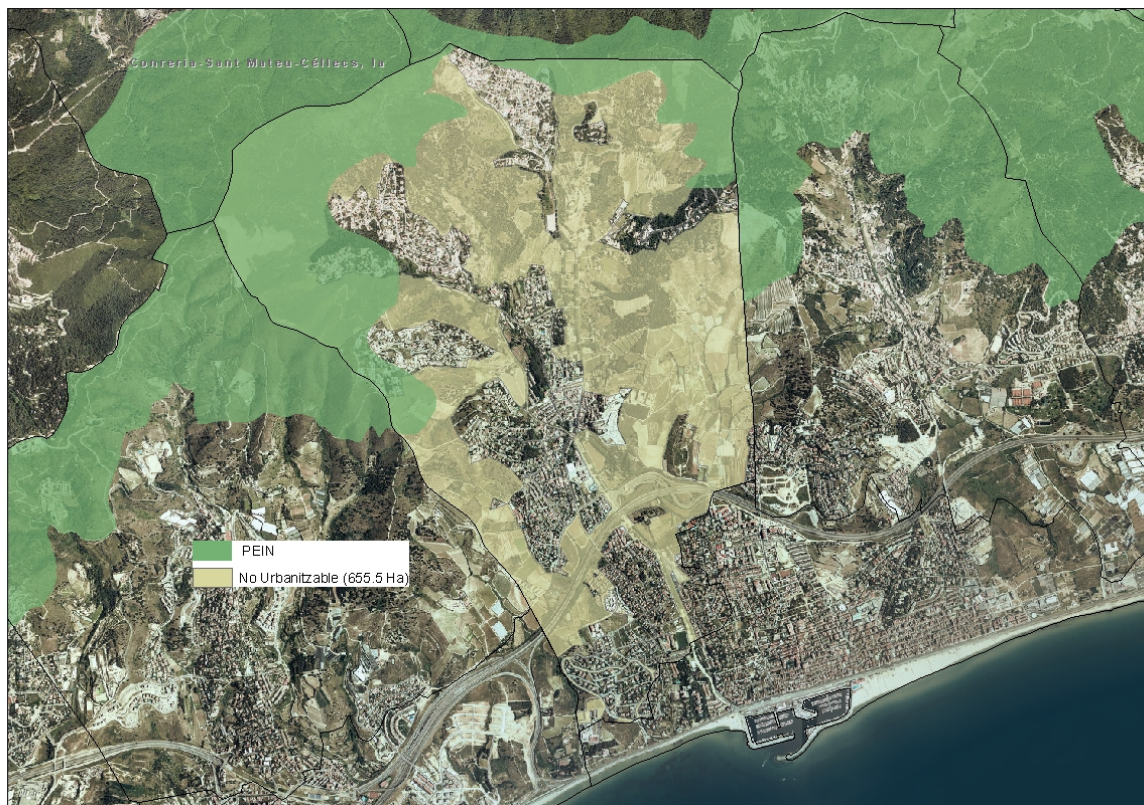 Conreria-Sant Mateu-Céllecs, la
PEIN
No Urbanitzable (655.5 Ha)